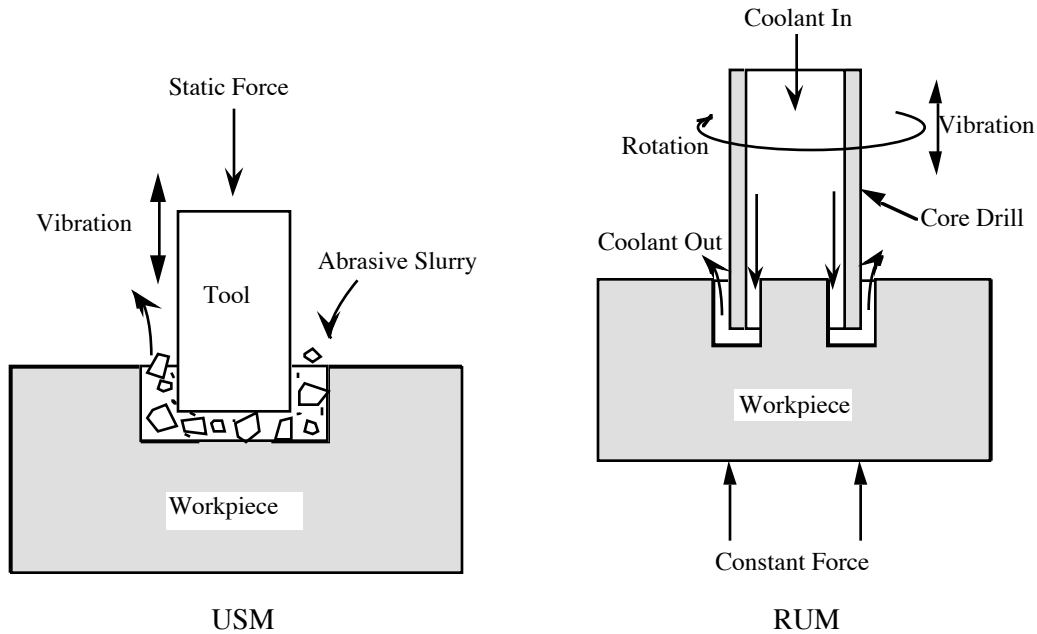 Static Force
Vibration
Abrasive Slurry
Tool
Workpiece
USM
Coolant In
Rotation
Vibration
Core Drill
Coolant Out
Workpiece
Constant Force
RUM